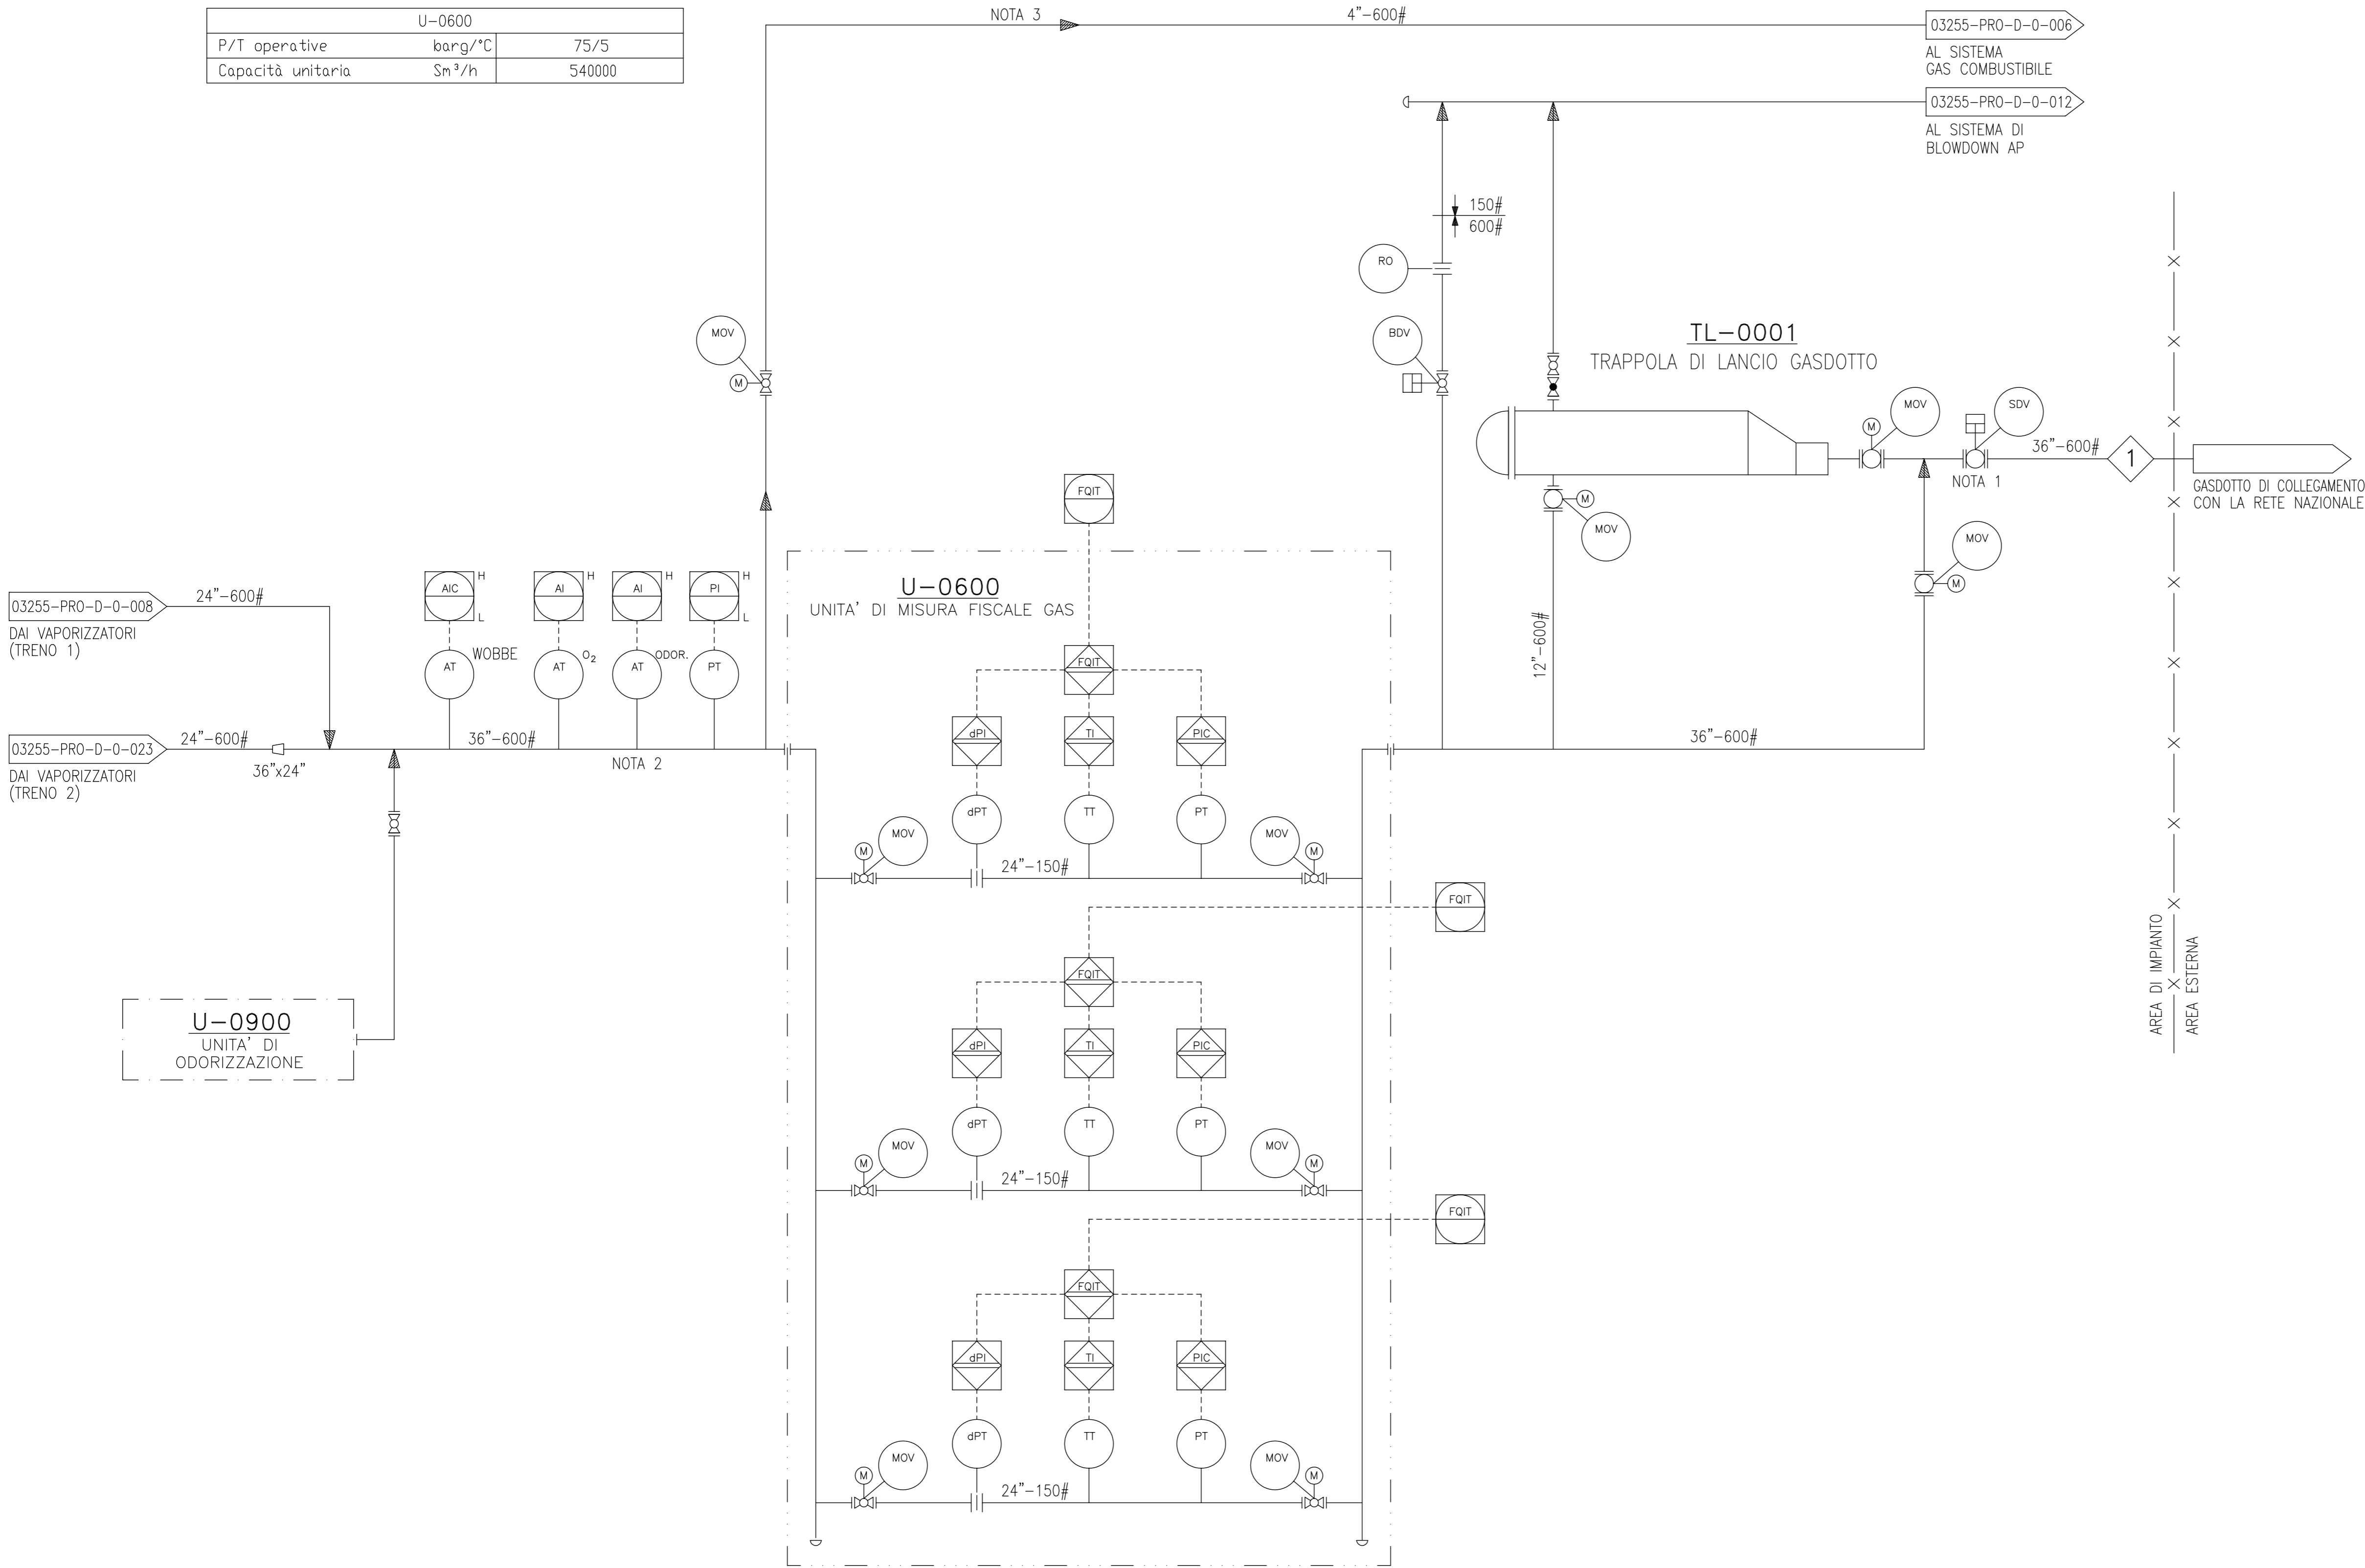 U-0600
P/T operative barg/°C 75/5
Capacità unitaria Sm³/h 540000
NOTA 3
4"-600#
03255-PRO-D-0-006
AL SISTEMA
GAS COMBUSTIBILE
03255-PRO-D-0-012
AL SISTEMA DI
BLOWDOWN AP
150#
600#
RO
BDV
MOV
M
TL-0001
TRAPPOLA DI LANCIO GASDOTTO
MOV
M
SDV
36"-600#
1
NOTA 1
GASDOTTO DI COLLEGAMENTO
CON LA RETE NAZIONALE
M
MOV
MOV
M
12"-600#
36"-600#
FQIT
03255-PRO-D-0-008
24"-600#
DAI VAPORIZZATORI
(TRENO 1)
03255-PRO-D-0-023
24"-600#
DAI VAPORIZZATORI
(TRENO 2)
36"x24"
AIC
H
L
AT
WOBBE
AI
H
AT
O₂
AI
H
AT
ODOR.
PI
H
L
PT
36"-600#
NOTA 2
U-0600
UNITA' DI MISURA FISCALE GAS
FQIT
dPI
TI
PIC
dPT
TT
PT
MOV
M
MOV
M
24"-150#
FQIT
FQIT
dPI
TI
PIC
dPT
TT
PT
MOV
M
MOV
M
24"-150#
FQIT
FQIT
dPI
TI
PIC
dPT
TT
PT
MOV
M
MOV
M
24"-150#
U-0900
UNITA' DI
ODORIZZAZIONE
AREA DI IMPIANTO
AREA ESTERNA